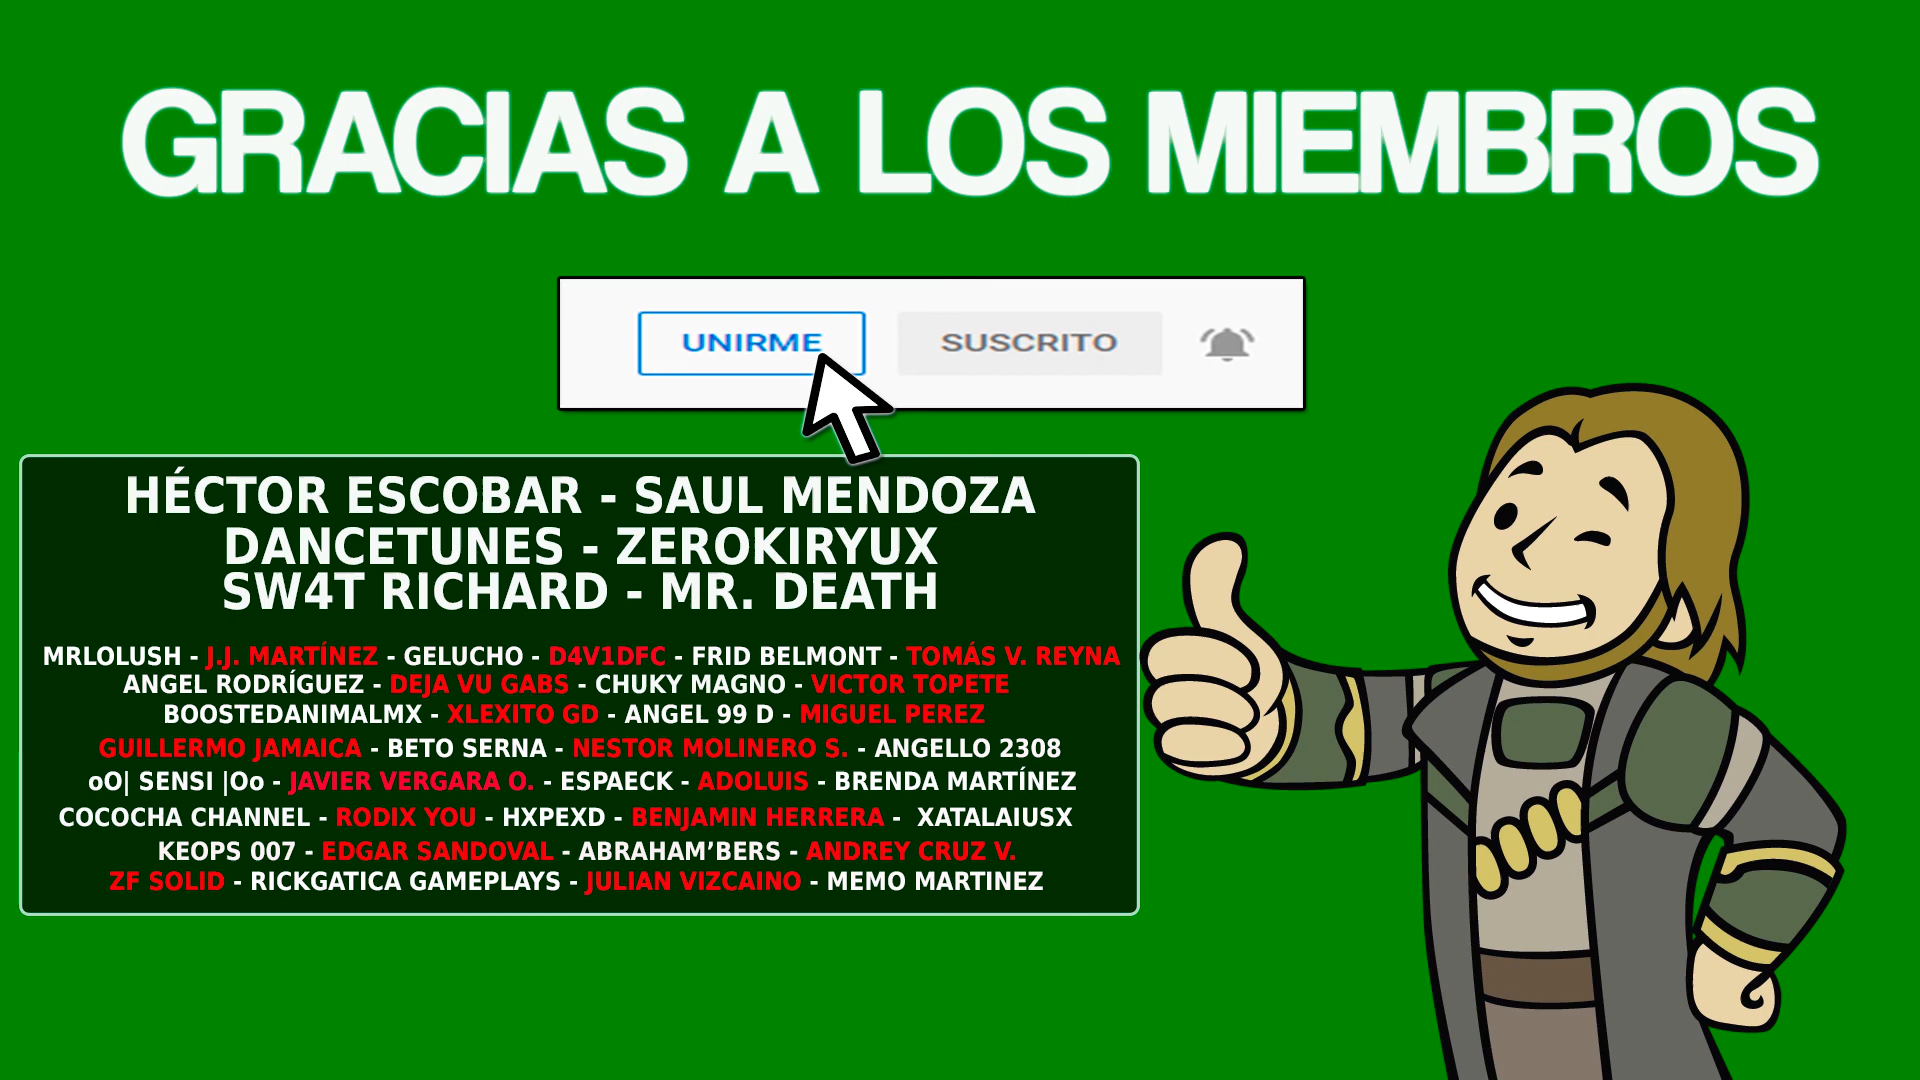 GRACIAS A LOS MIEMBROS
UNIRME SUSCRITO
HÉCTOR ESCOBAR - SAUL MENDOZA
DANCETUNES - ZEROKIRYUX
SW4T RICHARD - MR. DEATH
MRLOLUSH - J.J. MARTÍNEZ - GELUCHO - D4V1DFC - FRID BELMONT - TOMÁS V. REYNA
ANGEL RODRÍGUEZ - DEJA VU GABS - CHUKY MAGNO - VICTOR TOPETE
BOOSTEDANIMALMX - XLEXITO GD - ANGEL 99 D - MIGUEL PEREZ
GUILLERMO JAMAICA - BETO SERNA - NESTOR MOLINERO S. - ANGELLO 2308
oO| SENSI |Oo - JAVIER VERGARA O. - ESPAECK - ADOLUIS - BRENDA MARTÍNEZ
COCOCHA CHANNEL - RODIX YOU - HXPEXD - BENJAMIN HERRERA - XATALAIUSX
KEOPS 007 - EDGAR SANDOVAL - ABRAHAM’BERS - ANDREY CRUZ V.
ZF SOLID - RICKGATICA GAMEPLAYS - JULIAN VIZCAINO - MEMO MARTINEZ